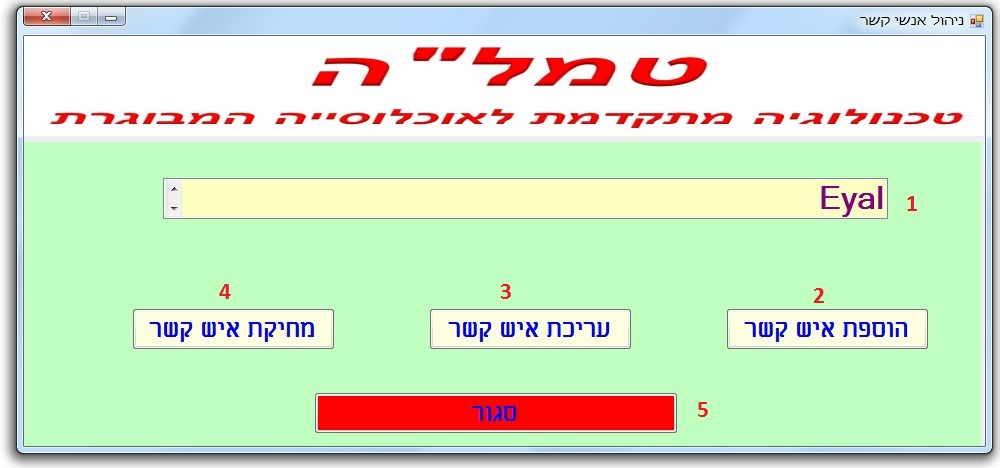 ניהול אנשי קשר
טמל"ה
טכנולוגיה מתקדמת לאוכלוסייה המבוגרת
Eyal 1
2 3 4
הוספת איש קשר עריכת איש קשר מחיקת איש קשר
סגור 5